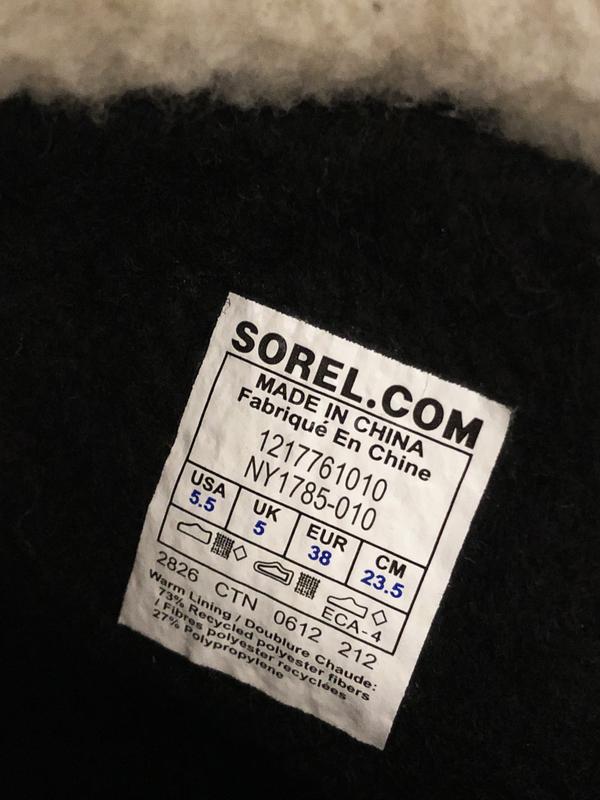 SOREL.COM
MADE IN CHINA
Fabriqué En Chine
1217761010
NY1785-010
USA UK EUR CM
5.5 5 38 23.5
ECA-4
2826 CTN 0612 212
Warm Lining / Doublure Chaude:
73% Recycled polyester fibers
/ Fibres polyester recyclées
27% Polypropylene